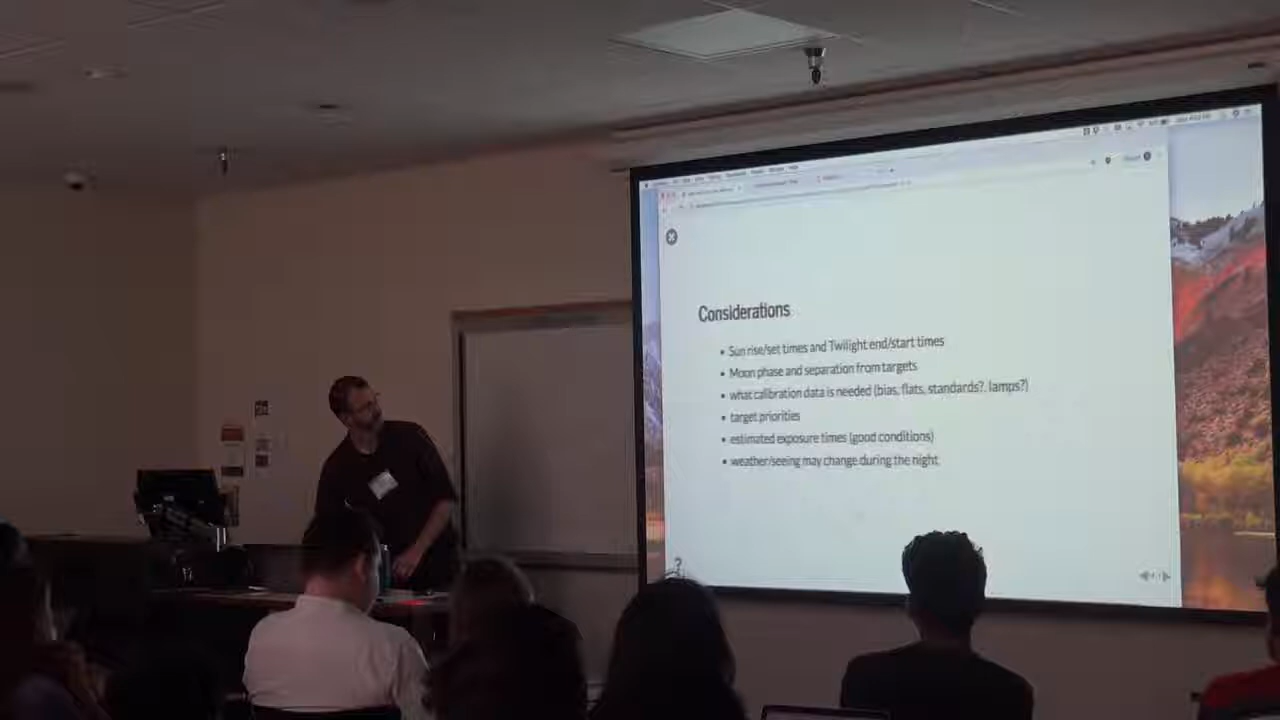 Considerations
• Sun rise/set times and Twilight end/start times
• Moon phase and separation from targets
• what calibration data is needed (bias, flats, standards?, lamps?)
• target priorities
• estimated exposure times (good conditions)
• weather/seeing may change during the night
?